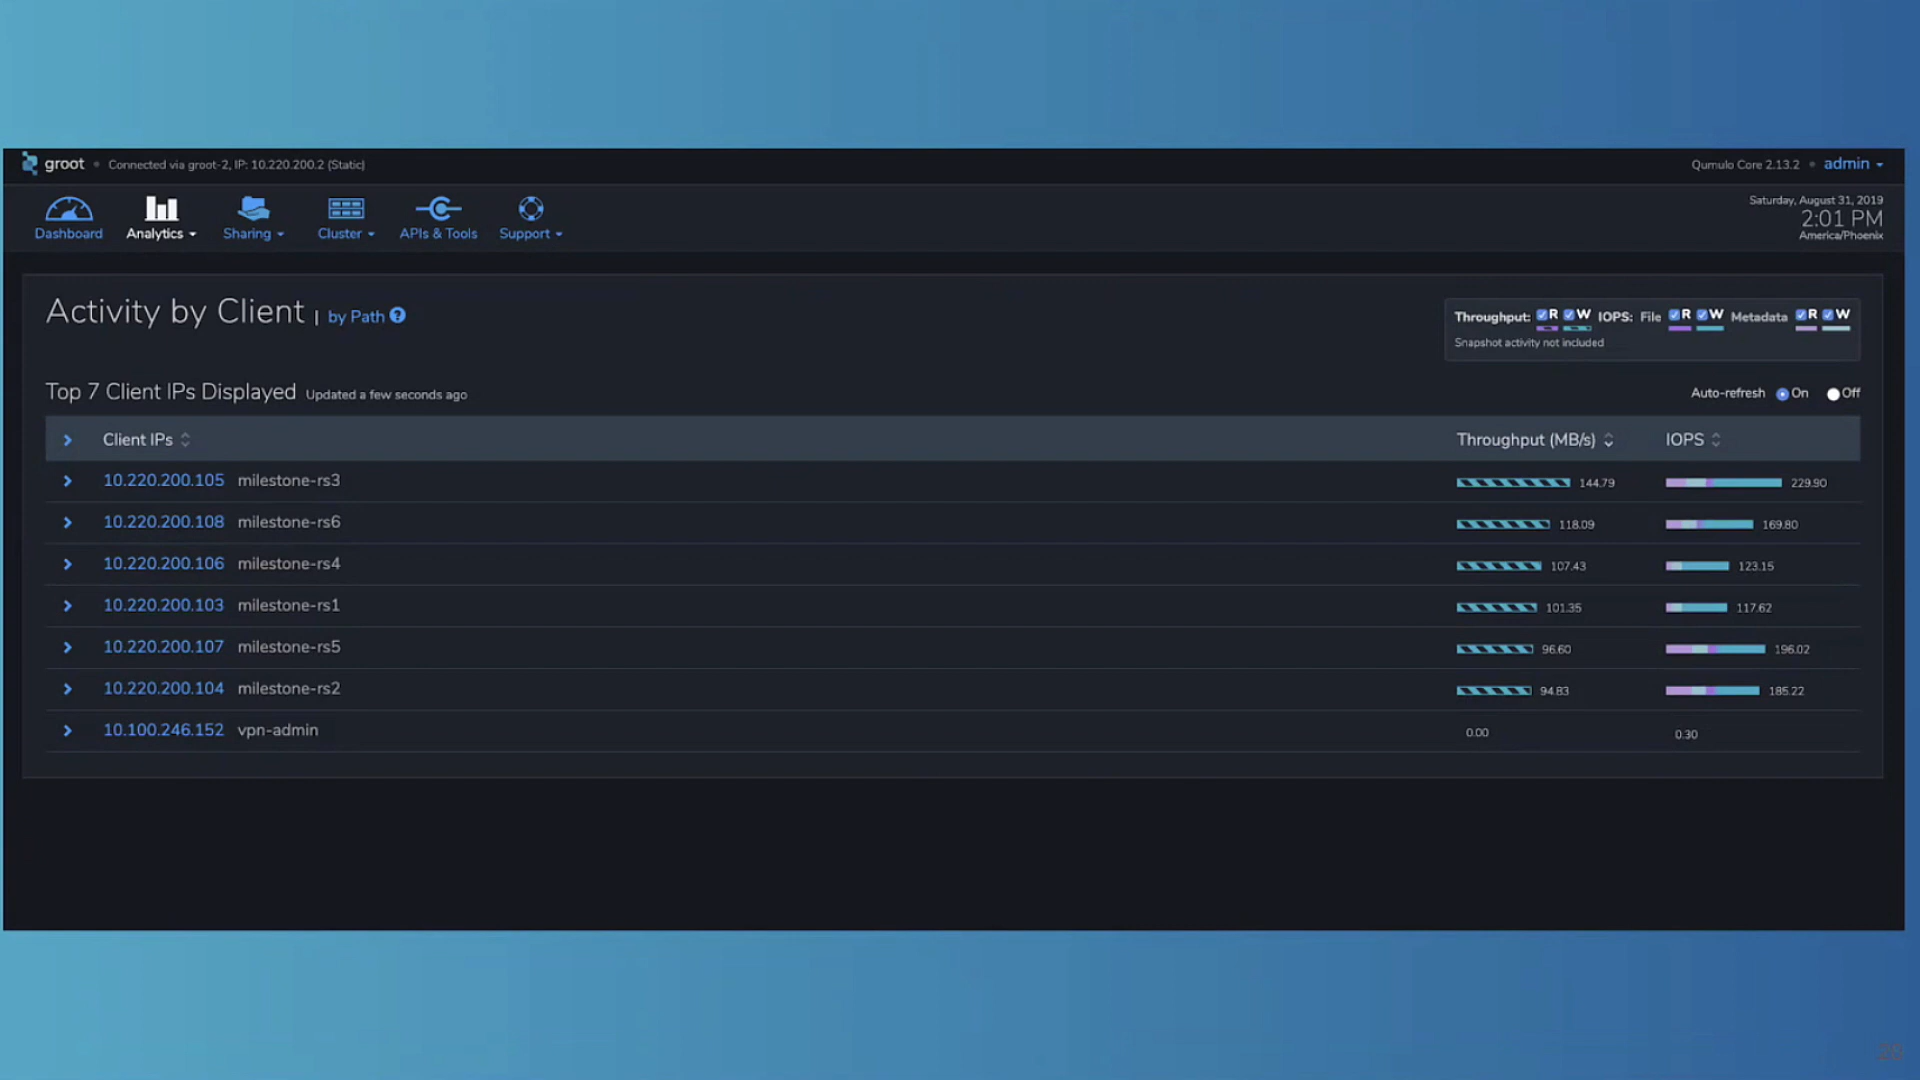 groot • Connected via groot-2, IP: 10.220.200.2 (Static)
Qumulo Core 2.13.2 • admin
Dashboard Analytics Sharing Cluster APIs & Tools Support
Saturday, August 31, 2019
2:01 PM
America/Phoenix
Activity by Client | by Path ?
Throughput: R W IOPS: File R W Metadata R W
Snapshot activity not included
Top 7 Client IPs Displayed Updated a few seconds ago
Auto-refresh On Off
Client IPs Throughput (MB/s) IOPS
10.220.200.105 milestone-rs3 144.79 229.90
10.220.200.108 milestone-rs6 118.09 169.80
10.220.200.106 milestone-rs4 107.43 123.15
10.220.200.103 milestone-rs1 101.35 117.62
10.220.200.107 milestone-rs5 96.60 196.02
10.220.200.104 milestone-rs2 94.83 185.22
10.100.246.152 vpn-admin 0.00 0.30